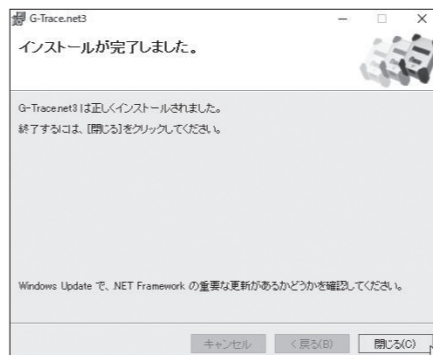 G-Trace.net3
インストールが完了しました。
G-Trace.net3 は正しくインストールされました。
終了するには、[閉じる]をクリックしてください。
Windows Update で、.NET Framework の重要な更新があるかどうかを確認してください。
キャンセル < 戻る(B) 閉じる(C)